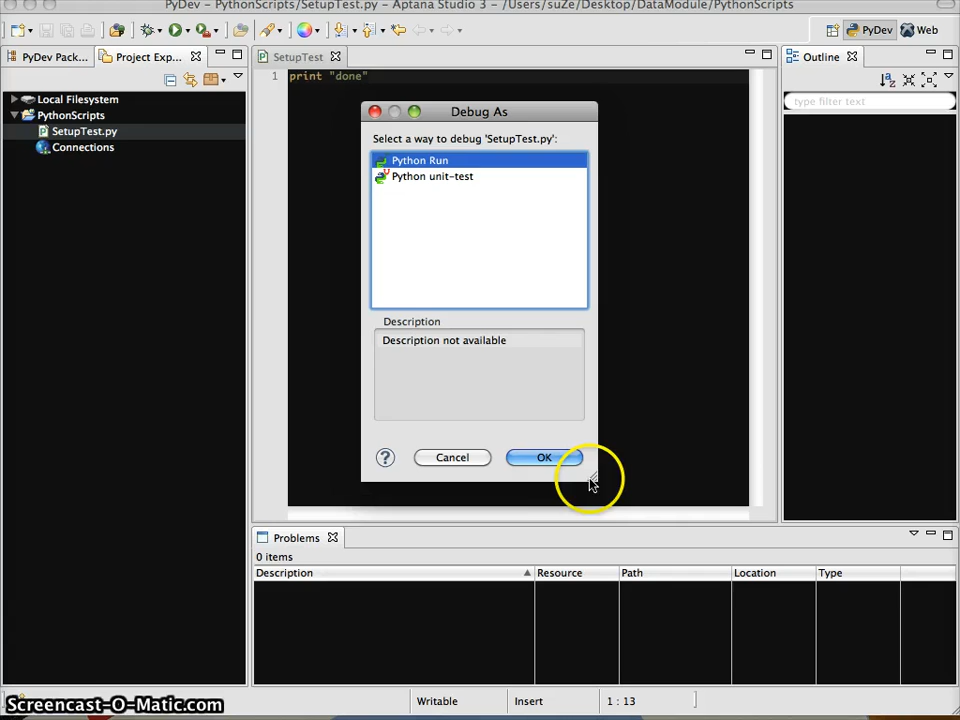 PyDev - PythonScripts/SetupTest.py - Aptana Studio 3 - /Users/suZe/Desktop/DataModule/PythonScripts
PyDev
Web
PyDev Pack...
Project Exp...
SetupTest
Outline
Local Filesystem
PythonScripts
SetupTest.py
Connections
1
print "done"
type filter text
Debug As
Select a way to debug 'SetupTest.py':
Python Run
Python unit-test
Description
Description not available
?
Cancel
OK
Problems
0 items
Description
Resource
Path
Location
Type
Writable
Insert
1 : 13
Screencast-O-Matic.com